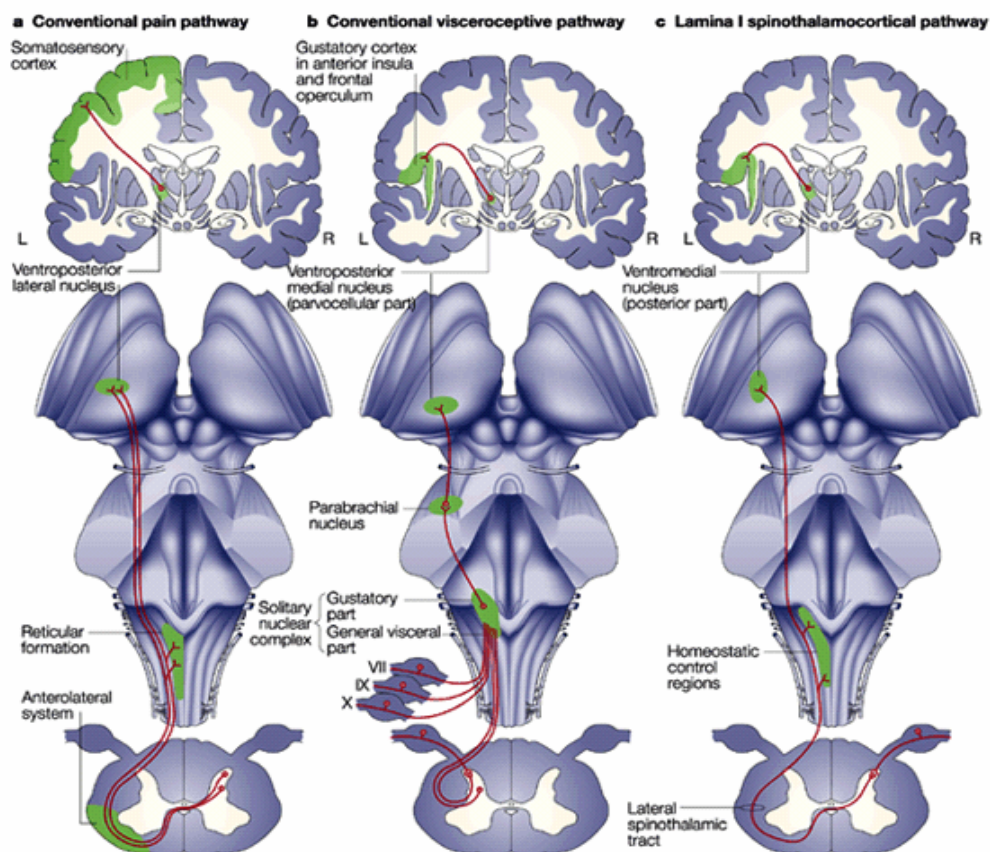 a Conventional pain pathway
Somatosensory
cortex
L
R
Ventroposterior
lateral nucleus
Reticular
formation
Anterolateral
system
b Conventional visceroceptive pathway
Gustatory cortex
in anterior insula
and frontal
operculum
L
R
Ventroposterior
medial nucleus
(parvocellular part)
Parabrachial
nucleus
Solitary
nuclear
complex
Gustatory
part
General visceral
part
VII
IX
X
c Lamina I spinothalamocortical pathway
L
R
Ventromedial
nucleus
(posterior part)
Homeostatic
control
regions
Lateral
spinothalamic
tract